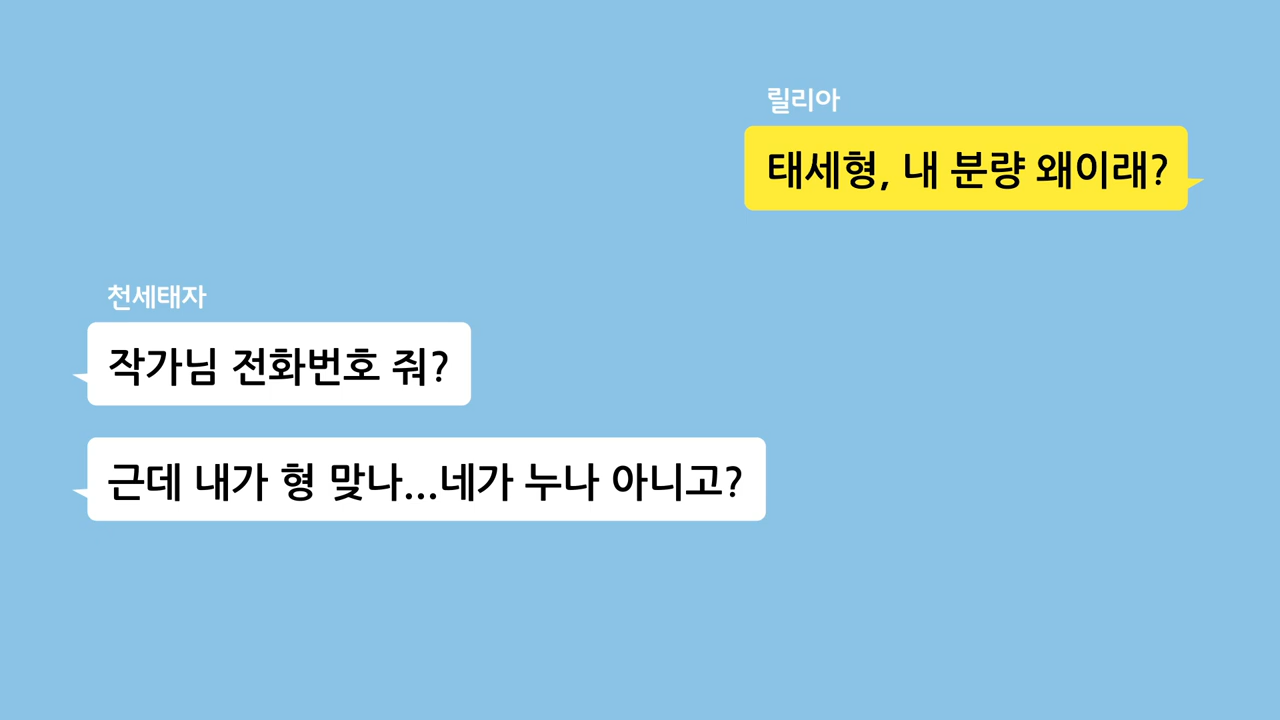 릴리아
태세형, 내 분량 왜이래?
천세태자
작가님 전화번호 줘?
근데 내가 형 맞나...네가 누나 아니고?